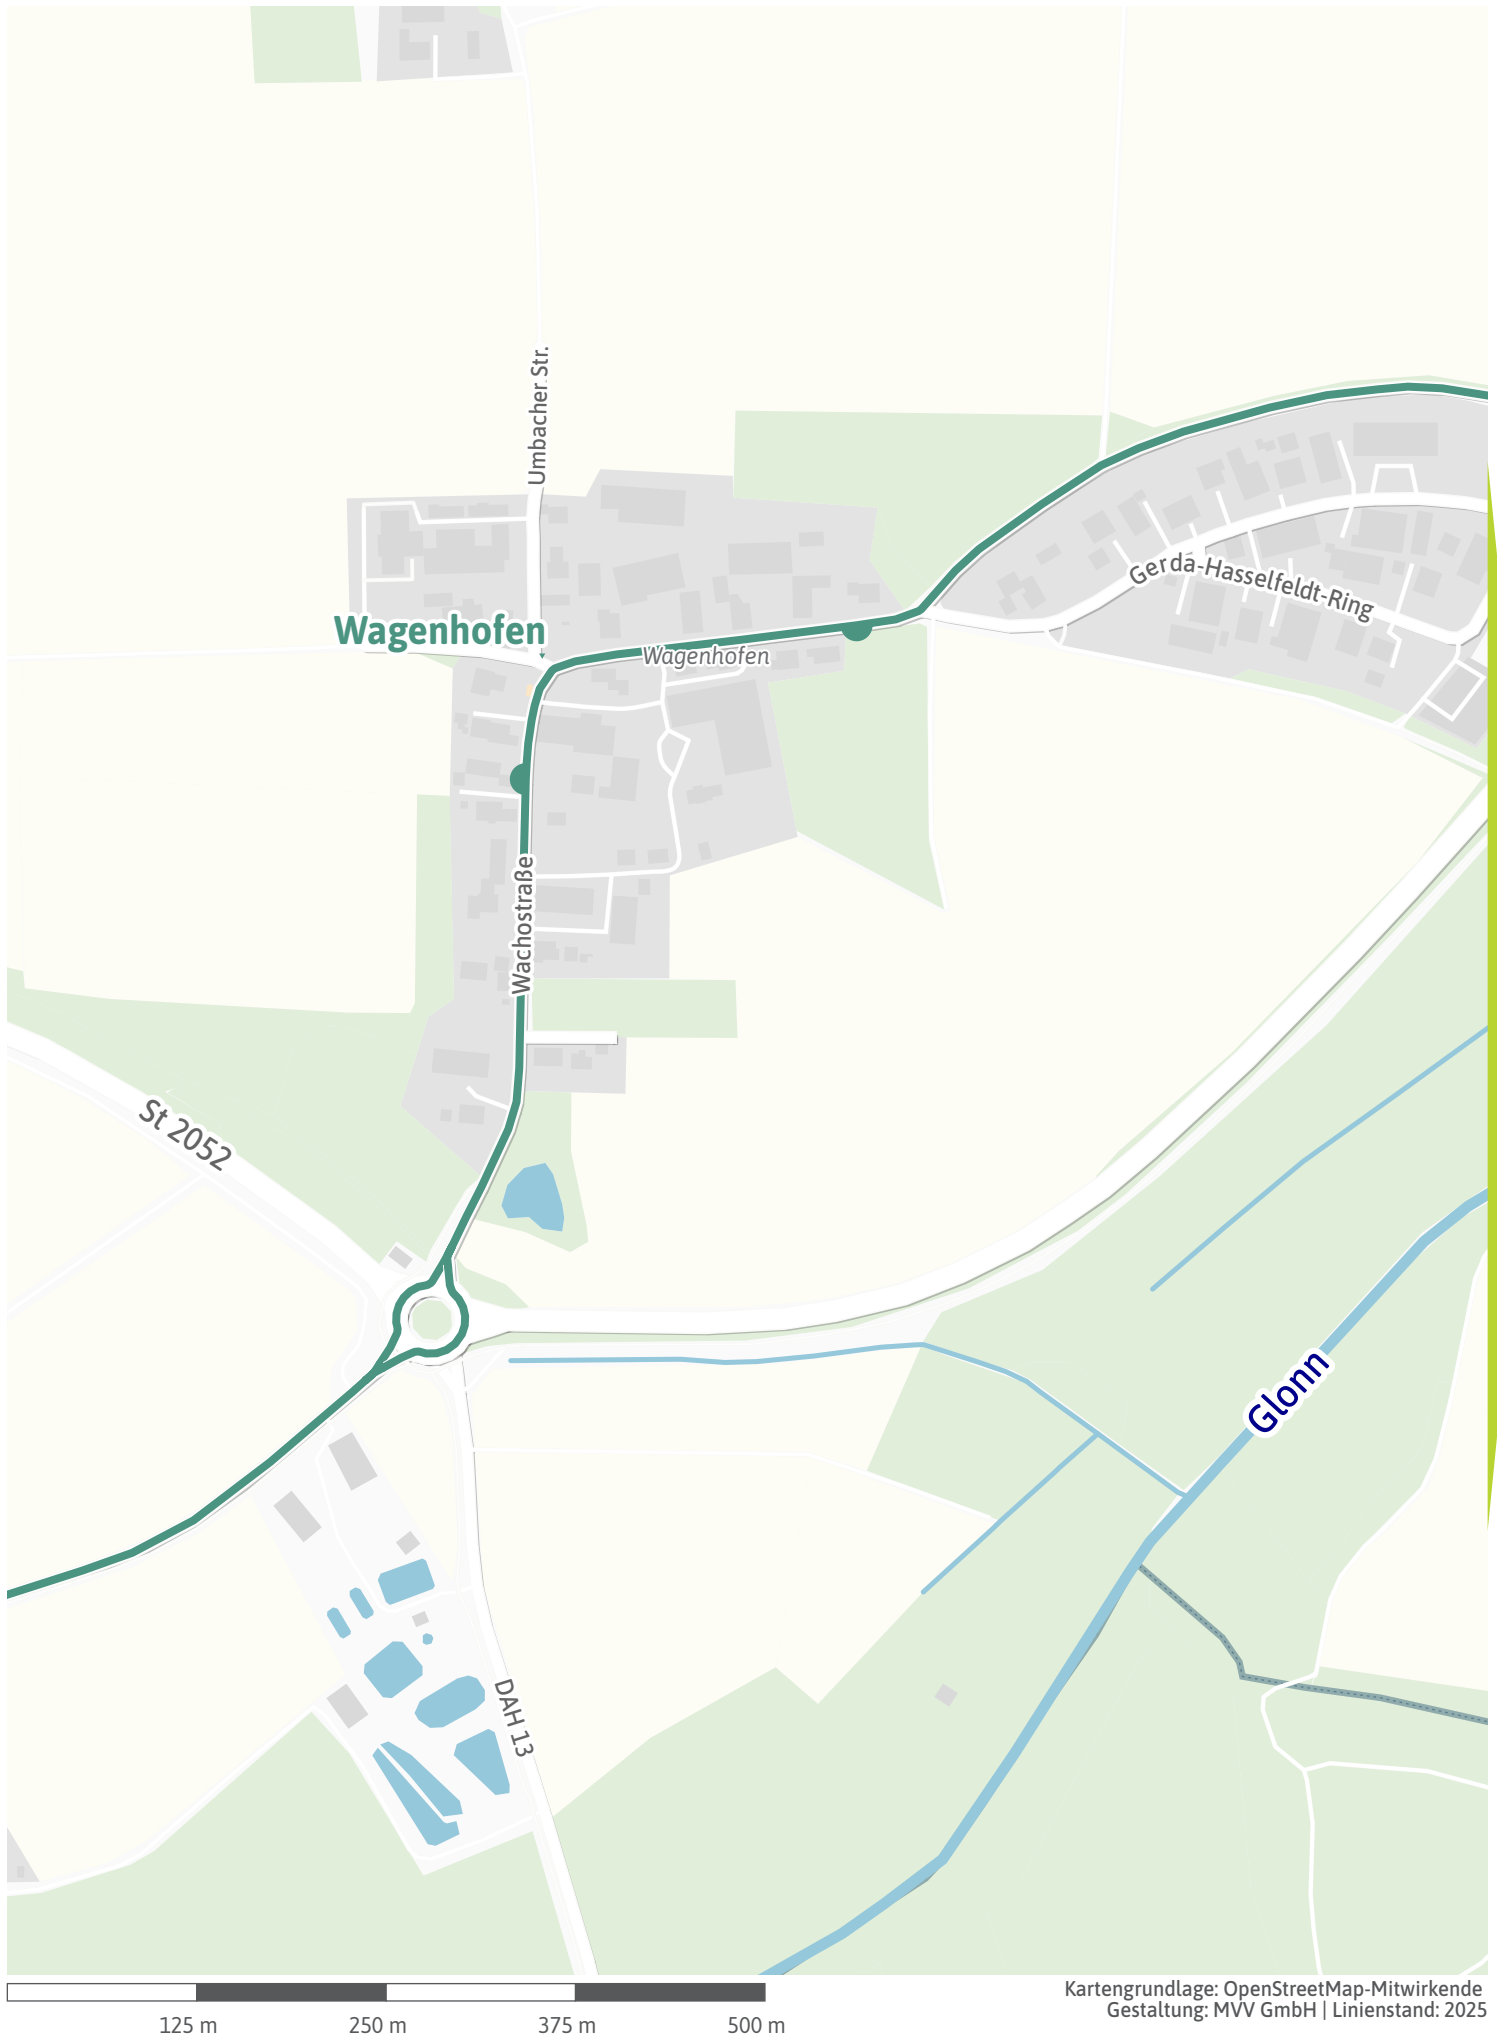 Umbacher Str.
Gerda-Hasselfeldt-Ring
Wagenhofen
Wagenhofen
Wachostraße
St 2052
Glonn
DAH 13
Kartengrundlage: OpenStreetMap-Mitwirkende
Gestaltung: MVV GmbH | Linienstand: 2025
125 m
250 m
375 m
500 m